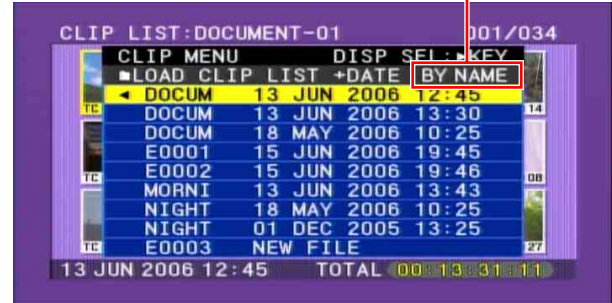 CLIP LIST:DOCUMENT-01 001/034
CLIP MENU DISP SEL:►KEY
LOAD CLIP LIST +DATE BY NAME
◄ DOCUM 13 JUN 2006 12:45
DOCUM 13 JUN 2006 13:30
DOCUM 18 MAY 2006 10:25
E0001 15 JUN 2006 19:45
E0002 15 JUN 2006 19:46
MORNI 13 JUN 2006 13:43
NIGHT 18 MAY 2006 10:25
NIGHT 01 DEC 2005 13:25
E0003 NEW FILE
TC 14
TC 08
TC 27
13 JUN 2006 12:45 TOTAL 00:13:31:11